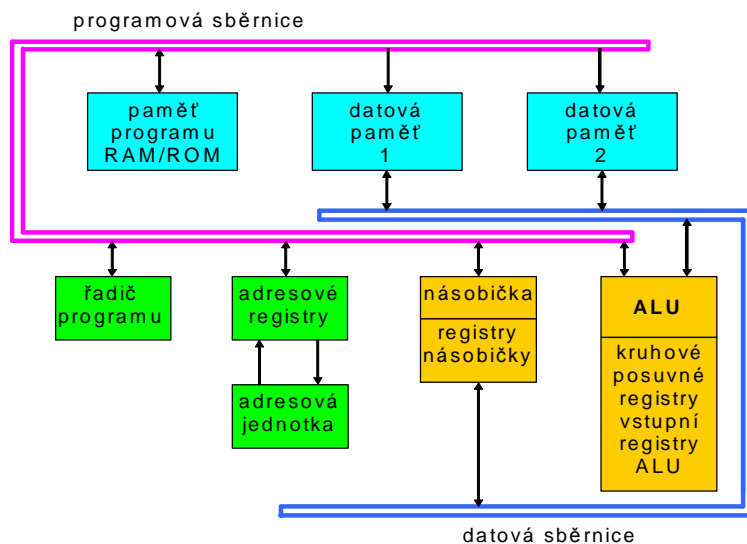 programová sběrnice
paměť
programu
RAM/ROM
datová
paměť
1
datová
paměť
2
řadič
programu
adresové
registry
adresová
jednotka
násobička
registry
násobičky
ALU
kruhové
posuvné
registry
vstupní
registry
ALU
datová sběrnice